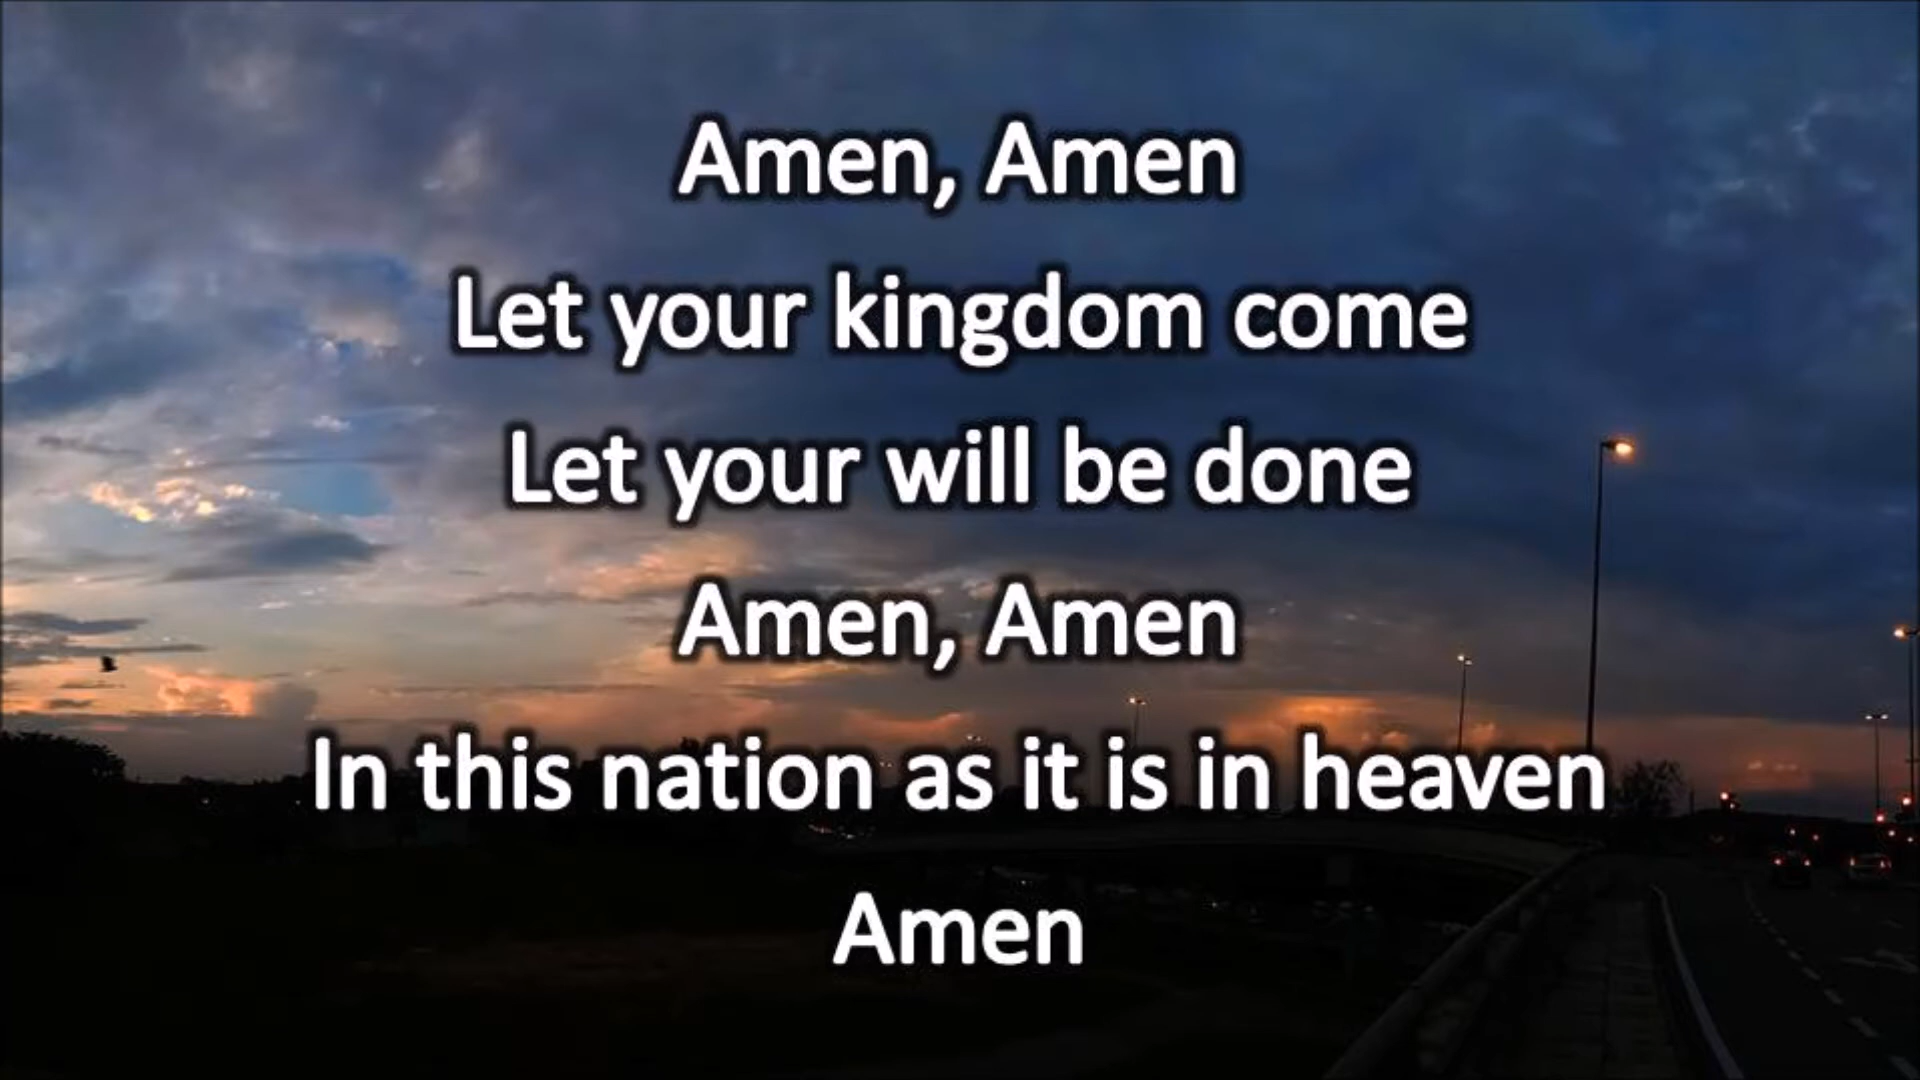 Amen, Amen
Let your kingdom come
Let your will be done
Amen, Amen
In this nation as it is in heaven
Amen